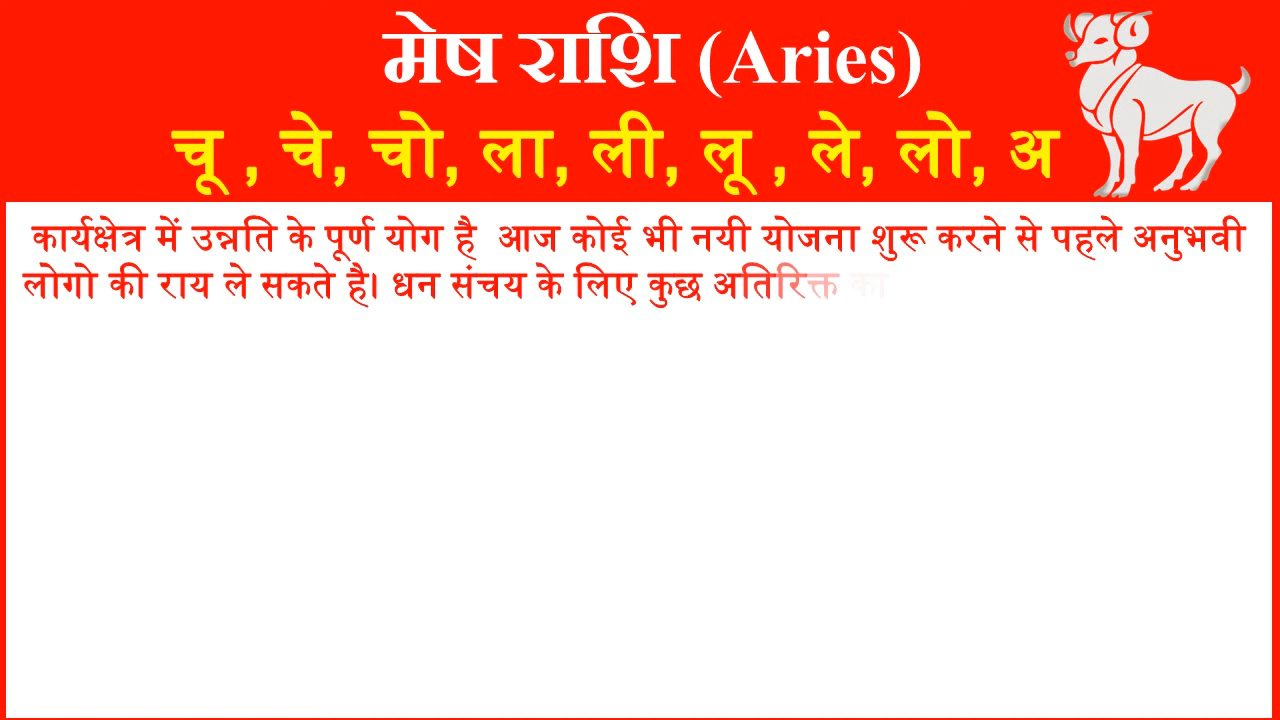 मेष राशि (Aries)
चू , चे, चो, ला, ली, लू , ले, लो, अ
कार्यक्षेत्र में उन्नति के पूर्ण योग है आज कोई भी नयी योजना शुरू करने से पहले अनुभवी
लोगो की राय ले सकते है। धन संचय के लिए कुछ अतिरिक्त